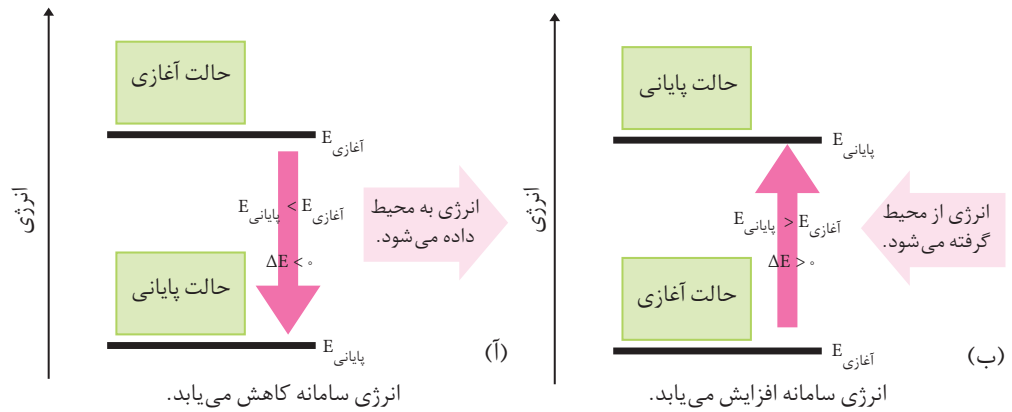 انرژی
حالت آغازی
E آغازی
E پایانی < E آغازی
ΔE < ۰
انرژی به محیط
داده می‌شود.
حالت پایانی
E پایانی
(آ)
انرژی سامانه کاهش می‌یابد.
انرژی
حالت پایانی
E پایانی
E پایانی > E آغازی
ΔE > ۰
انرژی از محیط
گرفته می‌شود.
حالت آغازی
E آغازی
(ب)
انرژی سامانه افزایش می‌یابد.